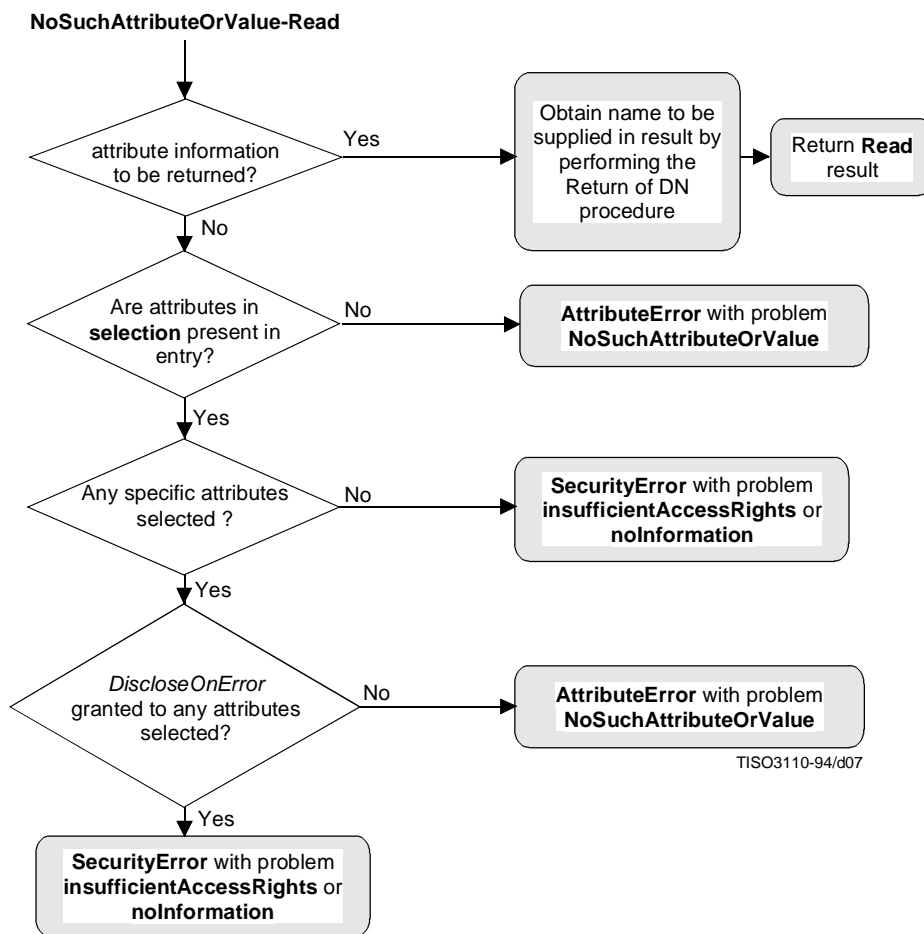 NoSuchAttributeOrValue-Read
attribute information
to be returned?
Yes
Obtain name to be
supplied in result by
performing the
Return of DN
procedure
Return Read
result
No
Are attributes in
selection present in
entry?
No
AttributeError with problem
NoSuchAttributeOrValue
Yes
Any specific attributes
selected ?
No
SecurityError with problem
insufficientAccessRights or
noInformation
Yes
DiscloseOnError
granted to any attributes
selected?
No
AttributeError with problem
NoSuchAttributeOrValue
TISO3110-94/d07
Yes
SecurityError with problem
insufficientAccessRights or
noInformation